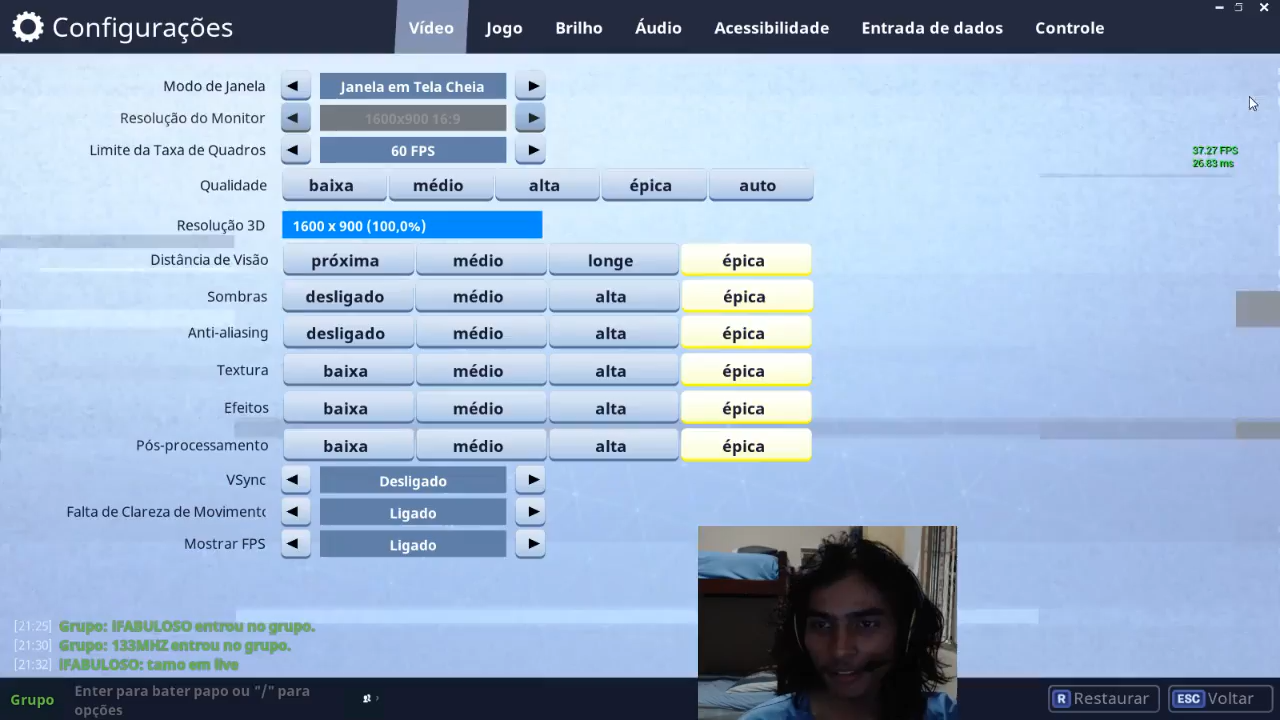 Configurações
Vídeo Jogo Brilho Áudio Acessibilidade Entrada de dados Controle
Modo de Janela Janela em Tela Cheia
Resolução do Monitor 1600x900 16:9
Limite da Taxa de Quadros 60 FPS
37.27 FPS
26.83 ms
Qualidade baixa médio alta épica auto
Resolução 3D 1600 x 900 (100,0%)
Distância de Visão próxima médio longe épica
Sombras desligado médio alta épica
Anti-aliasing desligado médio alta épica
Textura baixa médio alta épica
Efeitos baixa médio alta épica
Pós-processamento baixa médio alta épica
VSync Desligado
Falta de Clareza de Movimento Ligado
Mostrar FPS Ligado
[21:25] Grupo: IFABULOSO entrou no grupo.
[21:30] Grupo: 133MHZ entrou no grupo.
[21:32] IFABULOSO: tamo em live
Grupo Enter para bater papo ou "/" para
opções
R Restaurar ESC Voltar